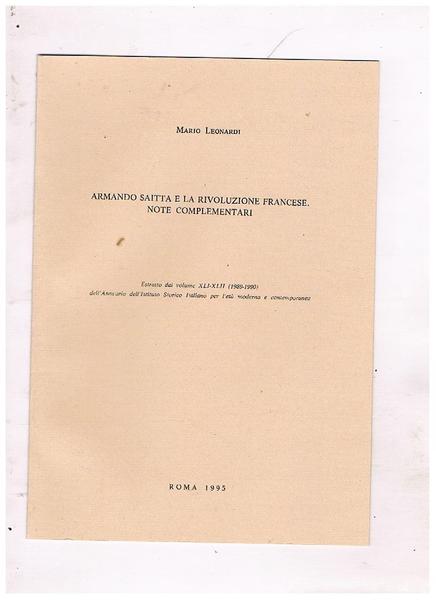 MARIO LEONARDI
ARMANDO SAITTA E LA RIVOLUZIONE FRANCESE.
NOTE COMPLEMENTARI
Estratto dal volume XLI-XLII (1989-1990)
dell'Annuario dell'Istituto Storico Italiano per l'età moderna e contemporanea
ROMA 1995